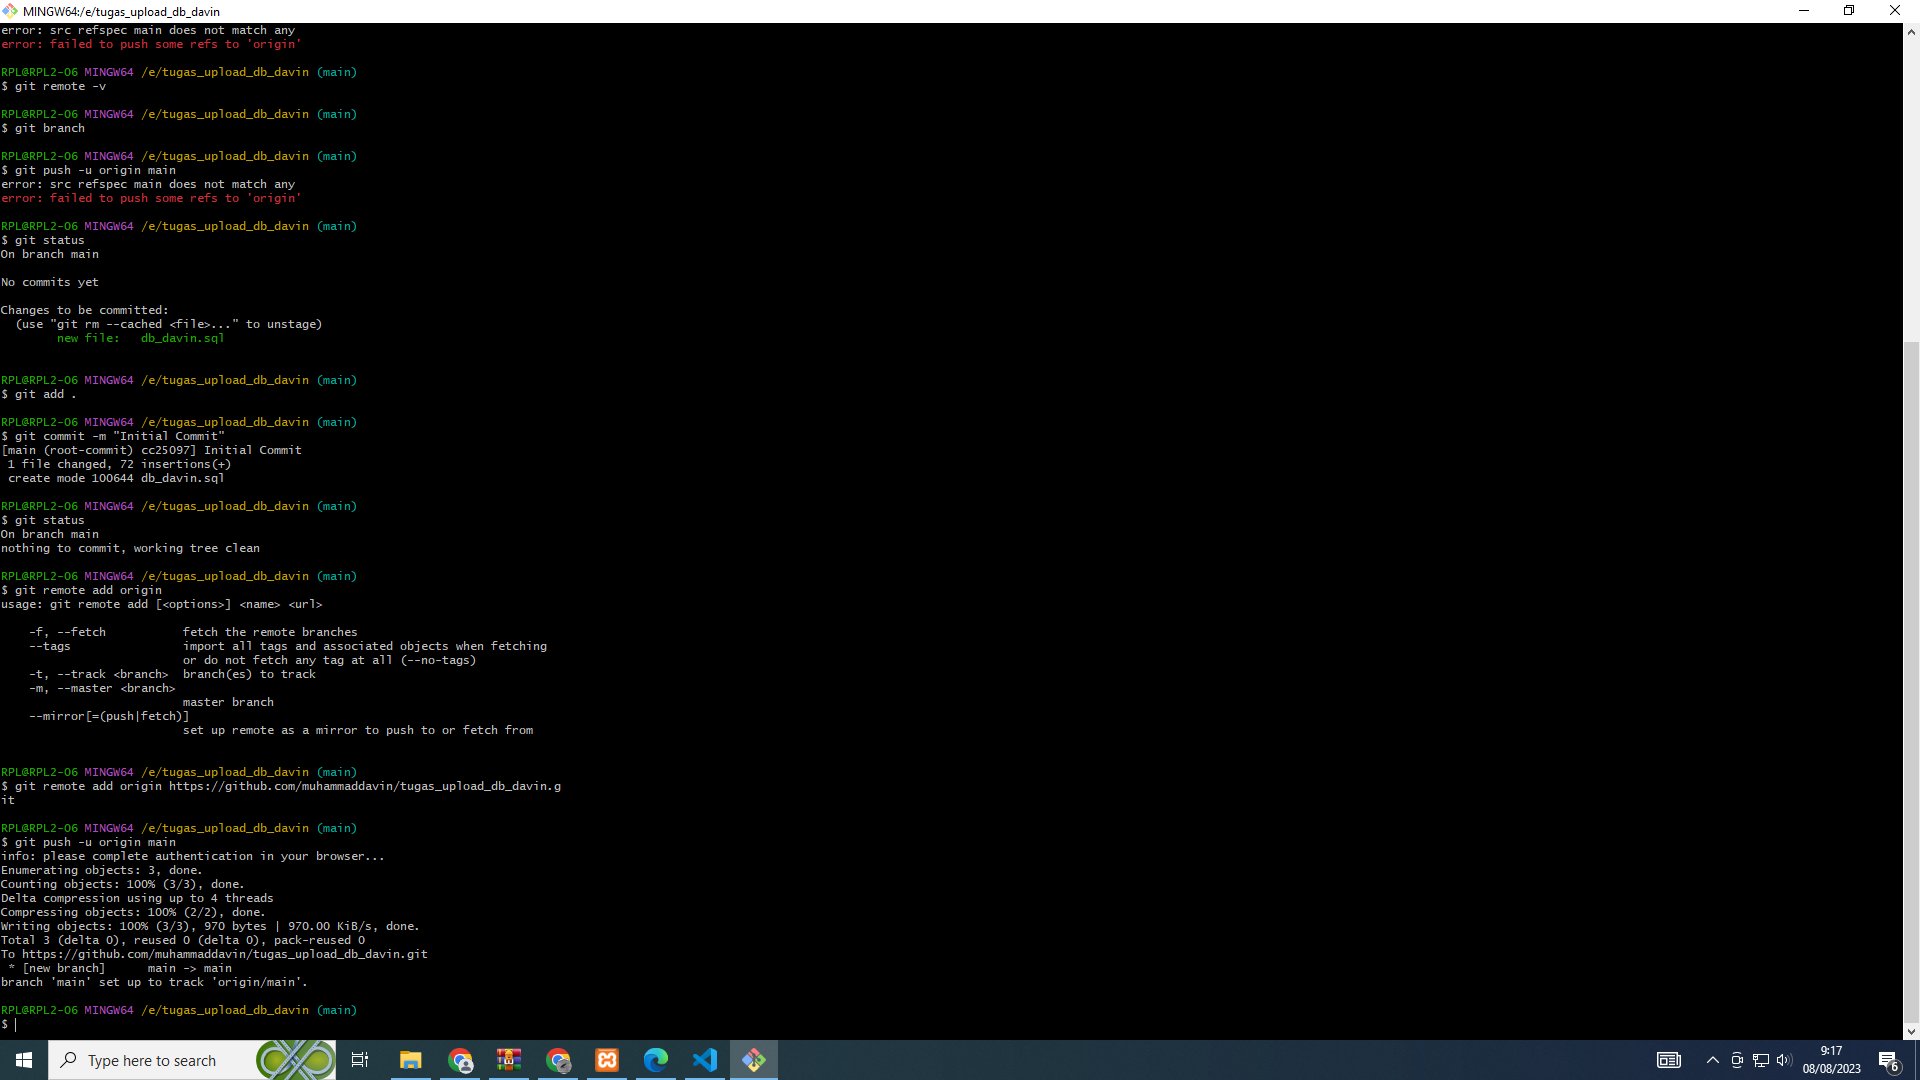 MINGW64:/e/tugas_upload_db_davin
error: src refspec main does not match any
error: failed to push some refs to 'origin'
RPL@RPL2-06 MINGW64 /e/tugas_upload_db_davin (main)
$ git remote -v
RPL@RPL2-06 MINGW64 /e/tugas_upload_db_davin (main)
$ git branch
RPL@RPL2-06 MINGW64 /e/tugas_upload_db_davin (main)
$ git push -u origin main
error: src refspec main does not match any
error: failed to push some refs to 'origin'
RPL@RPL2-06 MINGW64 /e/tugas_upload_db_davin (main)
$ git status
On branch main
No commits yet
Changes to be committed:
  (use "git rm --cached <file>..." to unstage)
        new file:   db_davin.sql
RPL@RPL2-06 MINGW64 /e/tugas_upload_db_davin (main)
$ git add .
RPL@RPL2-06 MINGW64 /e/tugas_upload_db_davin (main)
$ git commit -m "Initial Commit"
[main (root-commit) cc25097] Initial Commit
 1 file changed, 72 insertions(+)
 create mode 100644 db_davin.sql
RPL@RPL2-06 MINGW64 /e/tugas_upload_db_davin (main)
$ git status
On branch main
nothing to commit, working tree clean
RPL@RPL2-06 MINGW64 /e/tugas_upload_db_davin (main)
$ git remote add origin
usage: git remote add [<options>] <name> <url>
    -f, --fetch           fetch the remote branches
    --tags                import all tags and associated objects when fetching
                          or do not fetch any tag at all (--no-tags)
    -t, --track <branch>  branch(es) to track
    -m, --master <branch>
                          master branch
    --mirror[=(push|fetch)]
                          set up remote as a mirror to push to or fetch from
RPL@RPL2-06 MINGW64 /e/tugas_upload_db_davin (main)
$ git remote add origin https://github.com/muhammaddavin/tugas_upload_db_davin.g
it
RPL@RPL2-06 MINGW64 /e/tugas_upload_db_davin (main)
$ git push -u origin main
info: please complete authentication in your browser...
Enumerating objects: 3, done.
Counting objects: 100% (3/3), done.
Delta compression using up to 4 threads
Compressing objects: 100% (2/2), done.
Writing objects: 100% (3/3), 970 bytes | 970.00 KiB/s, done.
Total 3 (delta 0), reused 0 (delta 0), pack-reused 0
To https://github.com/muhammaddavin/tugas_upload_db_davin.git
 * [new branch]      main -> main
branch 'main' set up to track 'origin/main'.
RPL@RPL2-06 MINGW64 /e/tugas_upload_db_davin (main)
$
Type here to search
9:17
08/08/2023
6